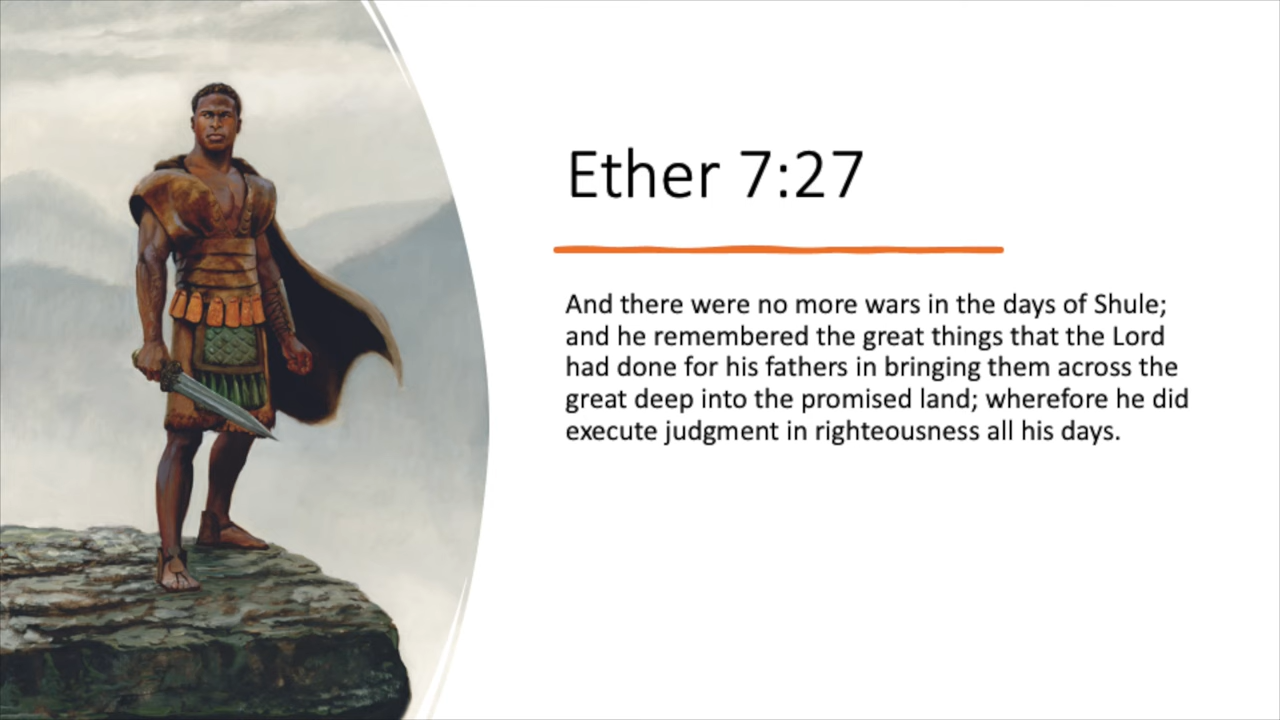 Ether 7:27
And there were no more wars in the days of Shule;
and he remembered the great things that the Lord
had done for his fathers in bringing them across the
great deep into the promised land; wherefore he did
execute judgment in righteousness all his days.